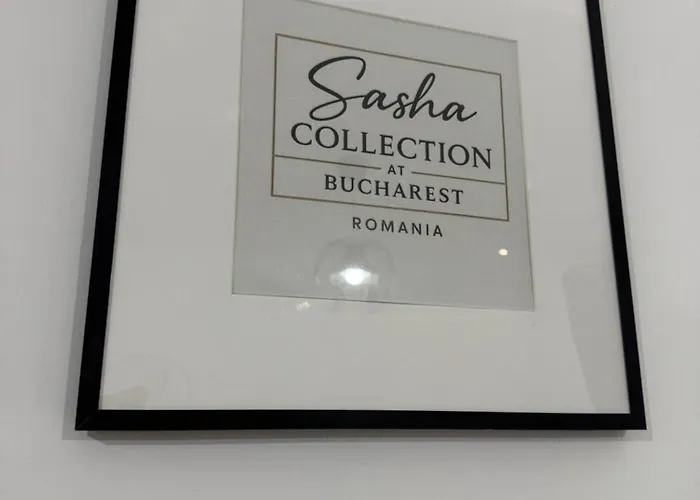 Sasha
COLLECTION
AT
BUCHAREST
ROMANIA